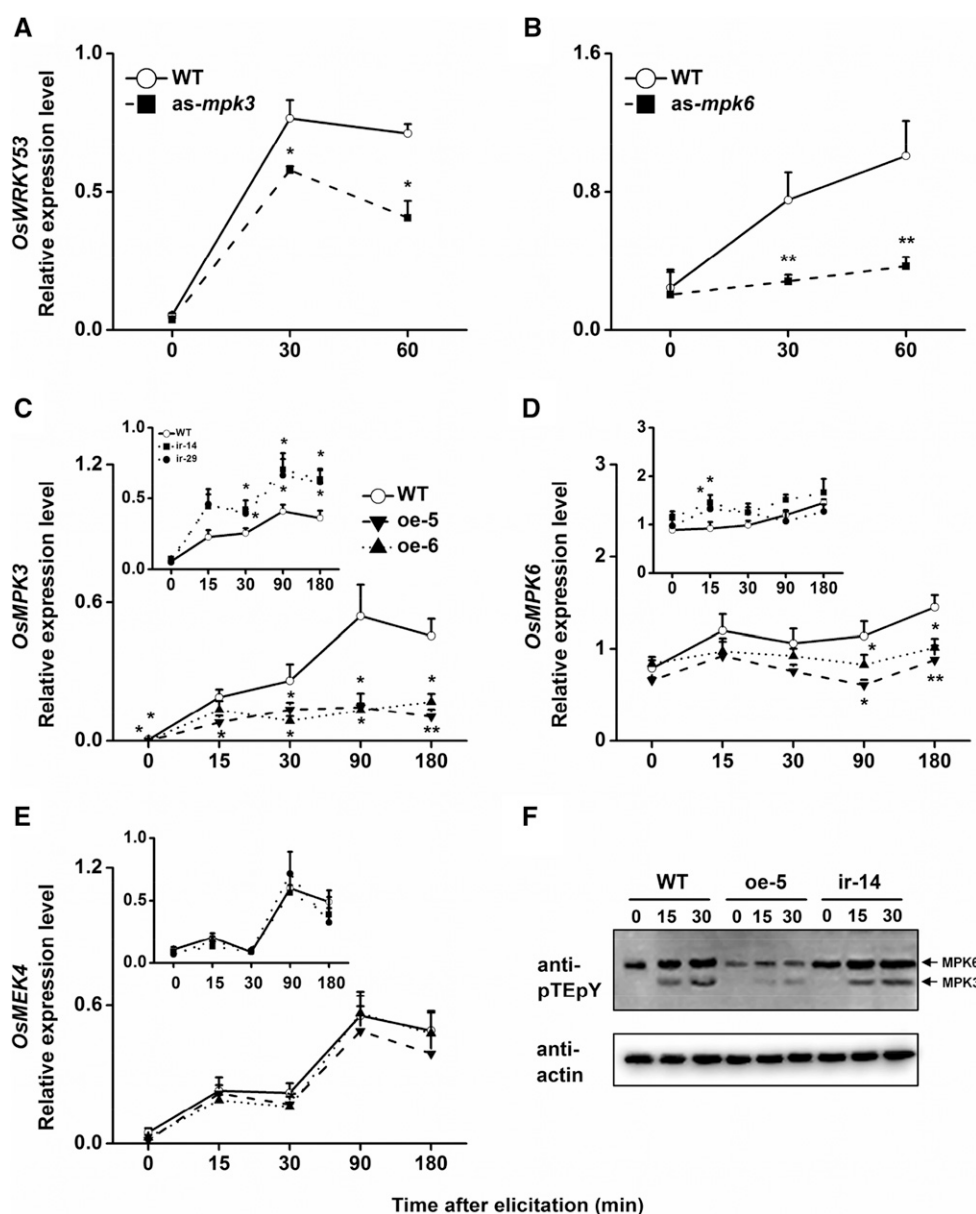 A
B
OsWRKY53
Relative expression level
1.0
0.5
0.0
WT
as-mpk3
*
*
0 30 60
1.6
0.8
0.0
WT
as-mpk6
**
**
0 30 60
C
D
OsMPK3
Relative expression level
1.2
0.6
0.0
1.0
0.5
0.0
WT
ir-14
ir-29
* * *
* * *
0 15 30 90 180
WT
oe-5
oe-6
* * * *
* * * * **
0 15 30 90 180
OsMPK6
Relative expression level
3
2
1
0
3
2
1
0
* *
0 15 30 90 180
* *
* **
0 15 30 90 180
E
F
OsMEK4
Relative expression level
1.2
0.6
0.0
1.0
0.5
0.0
0 15 30 90 180
0 15 30 90 180
WT oe-5 ir-14
0 15 30 0 15 30 0 15 30
anti-
pTEpY
MPK6
MPK3
anti-
actin
Time after elicitation (min)